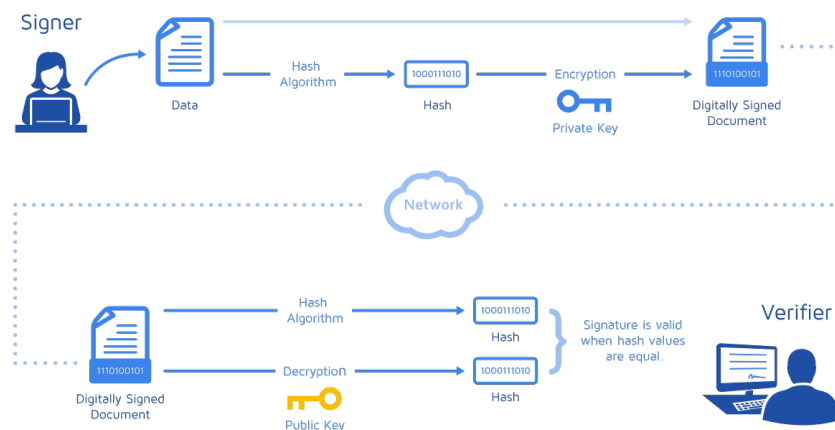 Signer
Hash
Algorithm
1000111010
Encryption
1110100101
Data
Hash
Private Key
Digitally Signed
Document
Network
Hash
Algorithm
1000111010
Hash
Signature is valid
when hash values
are equal.
Verifier
1110100101
Decryption
1000111010
Digitally Signed
Document
Public Key
Hash